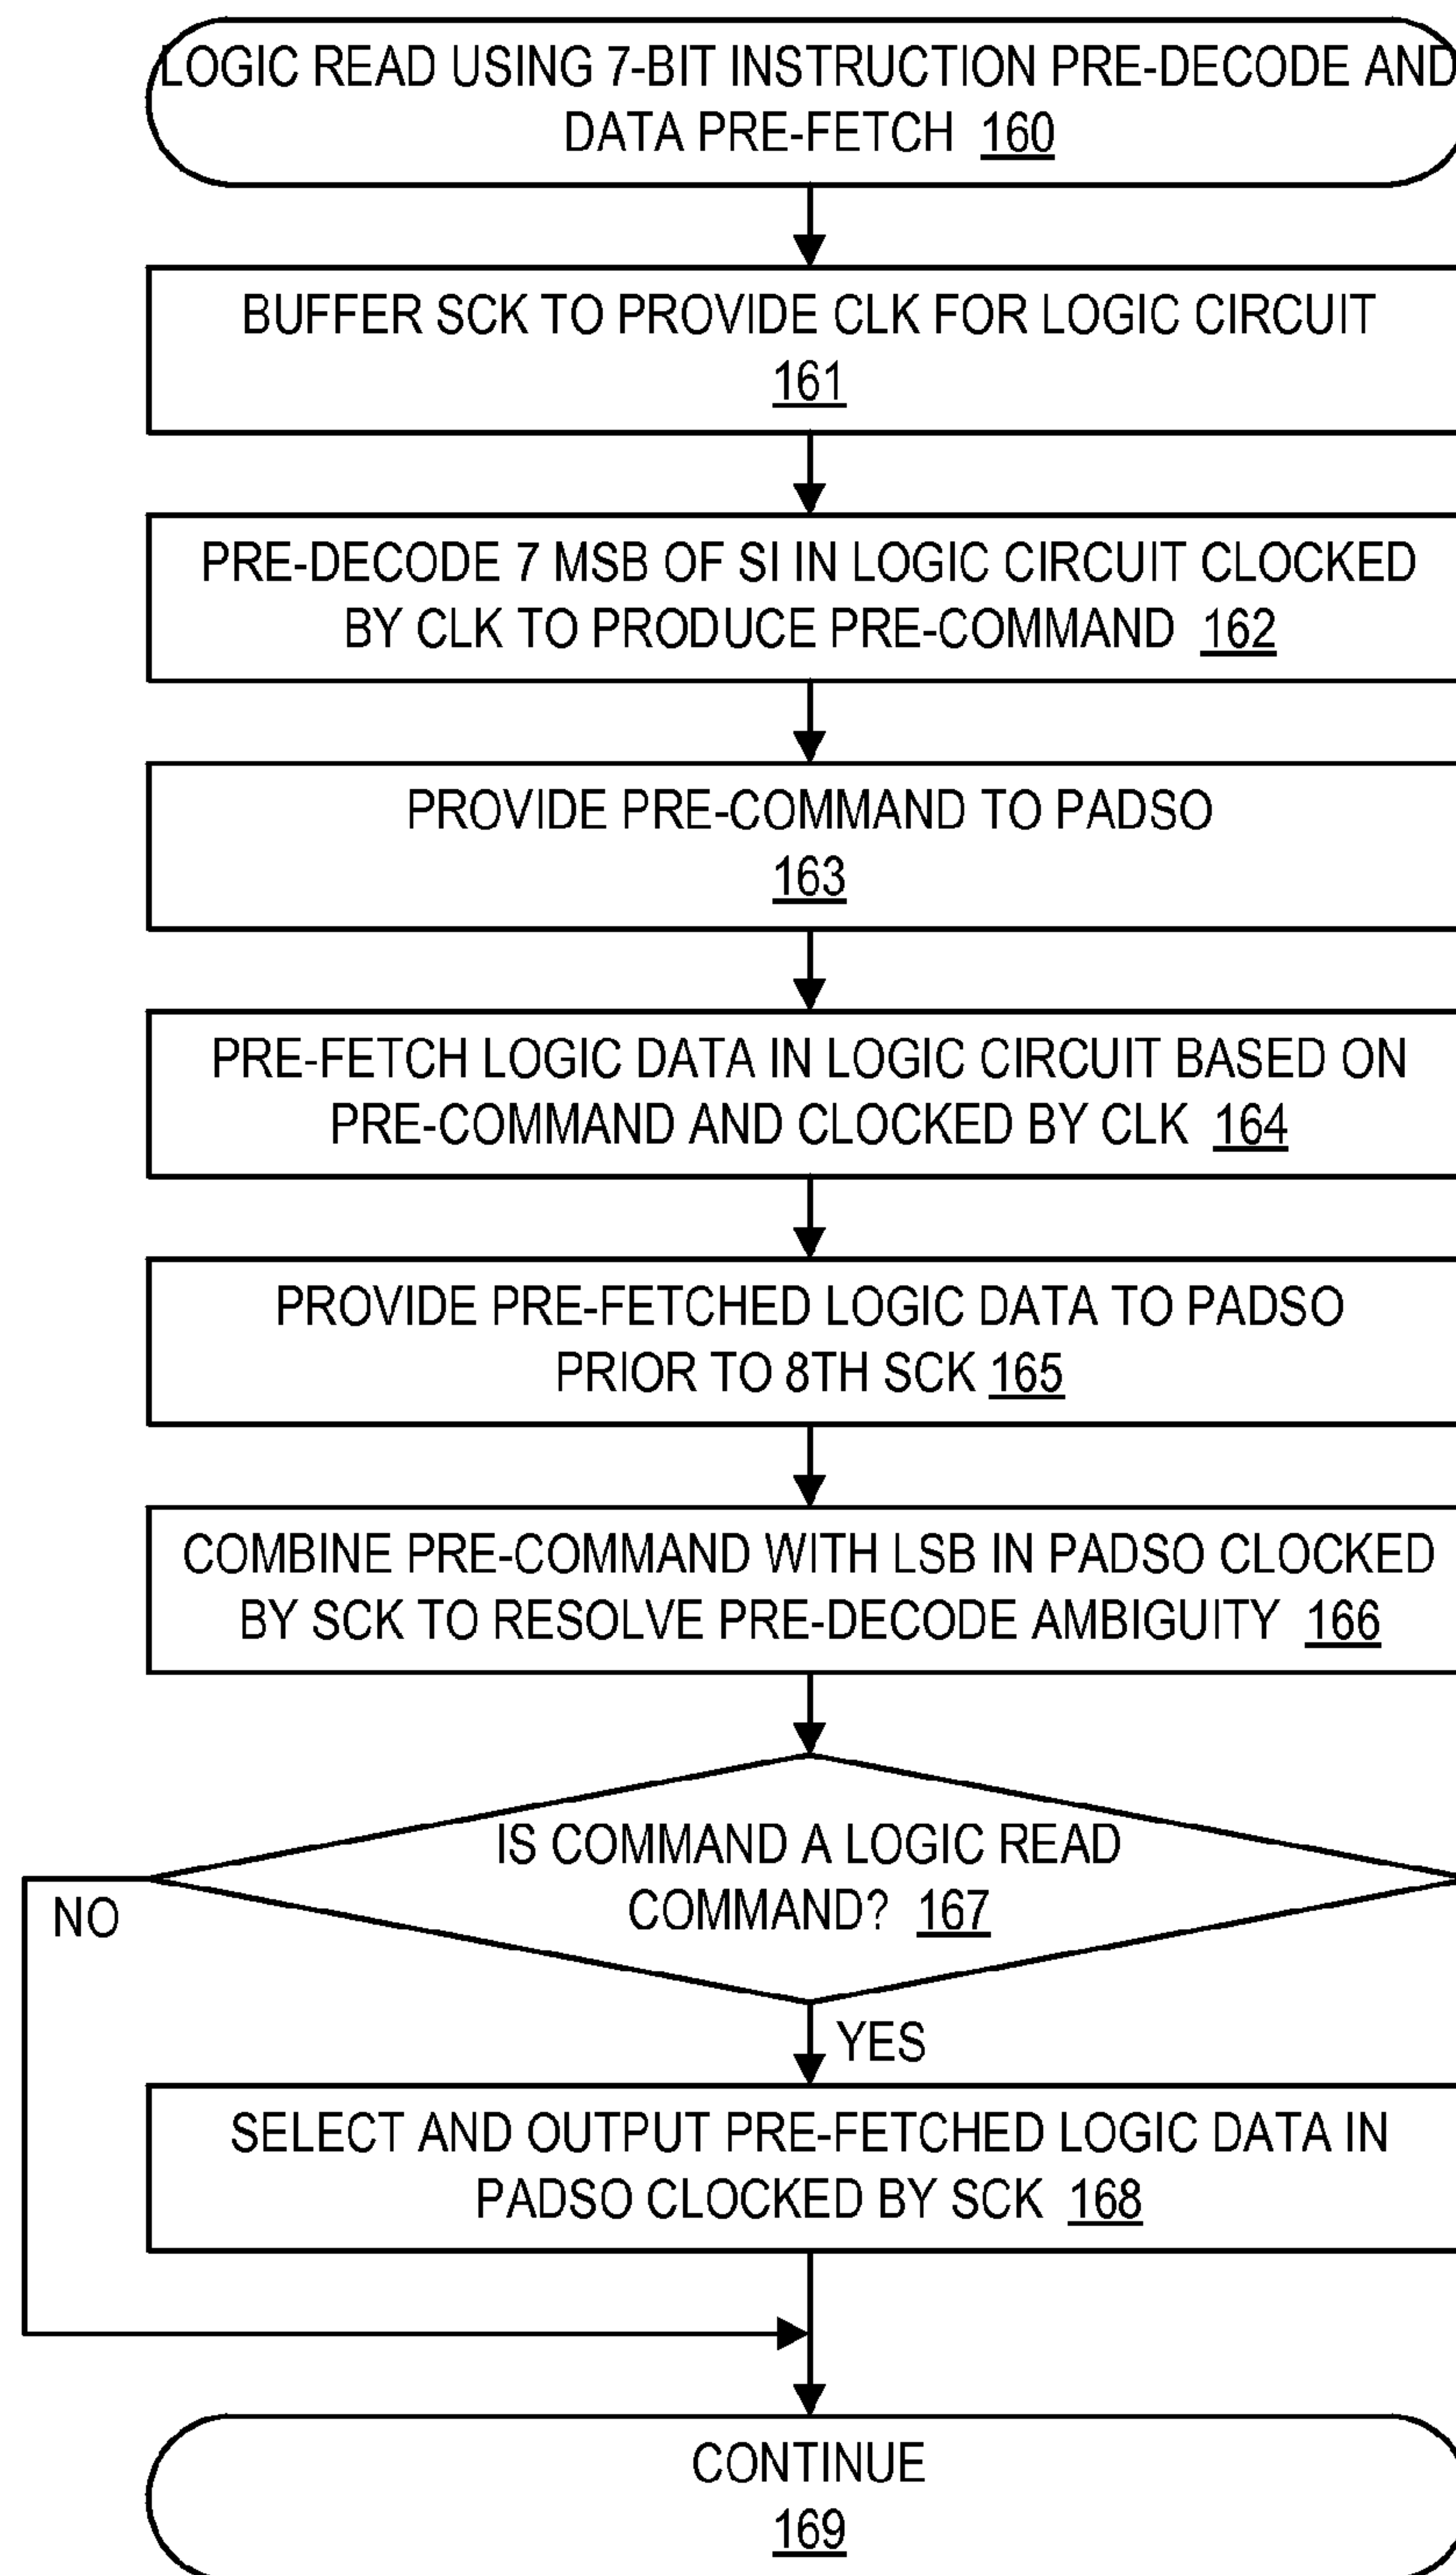 LOGIC READ USING 7-BIT INSTRUCTION PRE-DECODE AND
DATA PRE-FETCH 160
BUFFER SCK TO PROVIDE CLK FOR LOGIC CIRCUIT
161
PRE-DECODE 7 MSB OF SI IN LOGIC CIRCUIT CLOCKED
BY CLK TO PRODUCE PRE-COMMAND 162
PROVIDE PRE-COMMAND TO PADSO
163
PRE-FETCH LOGIC DATA IN LOGIC CIRCUIT BASED ON
PRE-COMMAND AND CLOCKED BY CLK 164
PROVIDE PRE-FETCHED LOGIC DATA TO PADSO
PRIOR TO 8TH SCK 165
COMBINE PRE-COMMAND WITH LSB IN PADSO CLOCKED
BY SCK TO RESOLVE PRE-DECODE AMBIGUITY 166
IS COMMAND A LOGIC READ
COMMAND? 167
NO
YES
SELECT AND OUTPUT PRE-FETCHED LOGIC DATA IN
PADSO CLOCKED BY SCK 168
CONTINUE
169